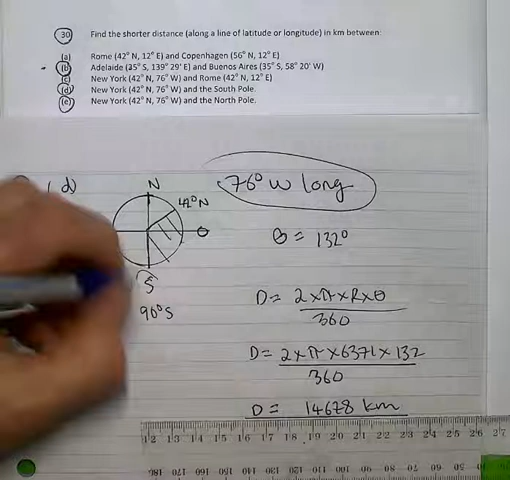 30 Find the shorter distance (along a line of latitude or longitude) in km between:
(a) Rome (42° N, 12° E) and Copenhagen (56° N, 12° E)
(b) Adelaide (35° S, 139° 29' E) and Buenos Aires (35° S, 58° 20' W)
(c) New York (42° N, 76° W) and Rome (42° N, 12° E)
(d) New York (42° N, 76° W) and the South Pole.
(e) New York (42° N, 76° W) and the North Pole.
d) N 76° W long
42° N
O
θ = 132°
S
90°S
D = 2 × π × R × θ
360
D = 2 × π × 6371 × 132
360
D = 14678 km
12 13 14 15 16 17 18 19 20 21 22 23 24 25 26 27